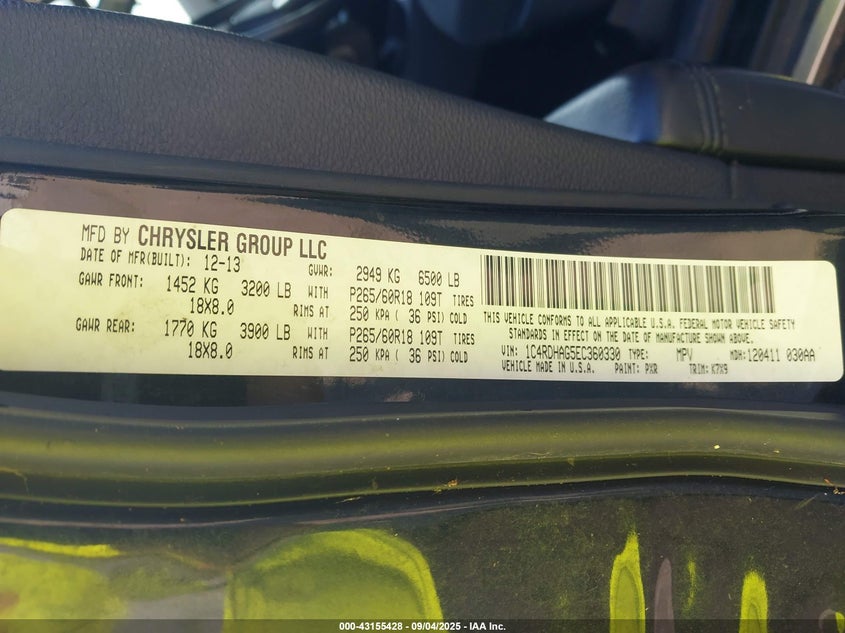 MFD BY CHRYSLER GROUP LLC
DATE OF MFR(BUILT): 12-13 GVWR: 2949 KG 6500 LB
GAWR FRONT: 1452 KG 3200 LB WITH P265/60R18 109T TIRES
18X8.0 RIMS AT 250 KPA ( 36 PSI) COLD
GAWR REAR: 1770 KG 3900 LB WITH P265/60R18 109T TIRES
18X8.0 RIMS AT 250 KPA ( 36 PSI) COLD
THIS VEHICLE CONFORMS TO ALL APPLICABLE U.S.A. FEDERAL MOTOR VEHICLE SAFETY
STANDARDS IN EFFECT ON THE DATE OF MANUFACTURE SHOWN ABOVE.
VIN: 1C4RDHAG5EC360330 TYPE: MPV MDH: 120411 030AA
VEHICLE MADE IN U.S.A. PAINT: PXR TRIM: K7X9
000-43155428 - 09/04/2025 - IAA Inc.